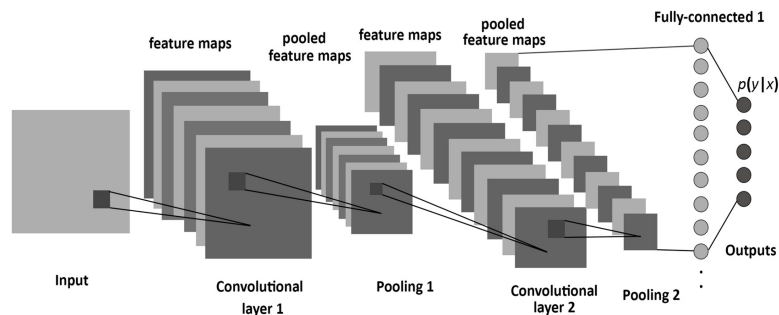 Fully-connected 1
feature maps
pooled
feature maps
feature maps
pooled
feature maps
p(y|x)
Input
Convolutional
layer 1
Pooling 1
Convolutional
layer 2
Pooling 2
Outputs